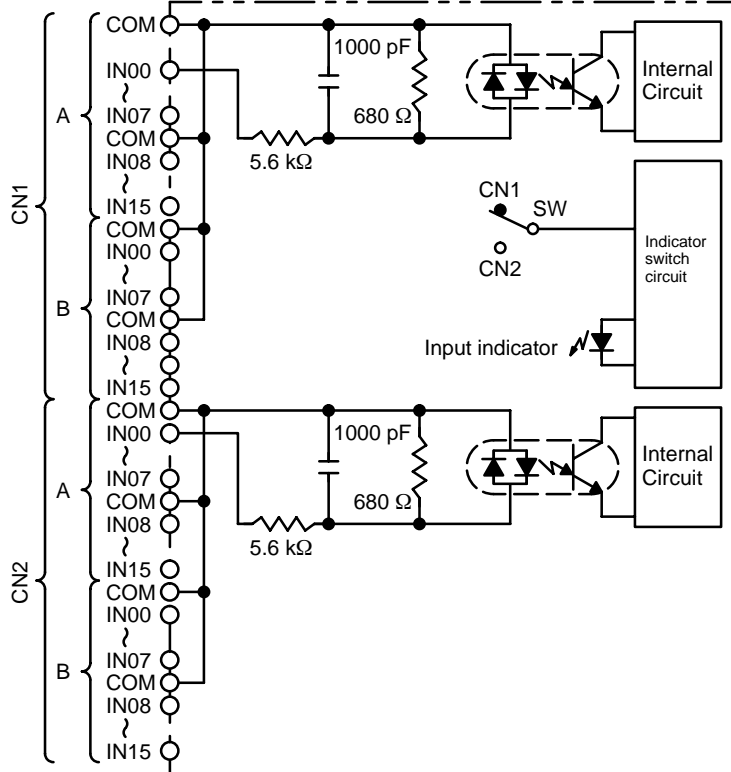 CN1
A
COM
IN00
~
IN07
COM
IN08
~
IN15
B
COM
IN00
~
IN07
COM
IN08
~
IN15
1000 pF
680 Ω
5.6 kΩ
Internal
Circuit
CN1
SW
CN2
Indicator
switch
circuit
Input indicator
CN2
A
COM
IN00
~
IN07
COM
IN08
~
IN15
B
COM
IN00
~
IN07
COM
IN08
~
IN15
1000 pF
680 Ω
5.6 kΩ
Internal
Circuit